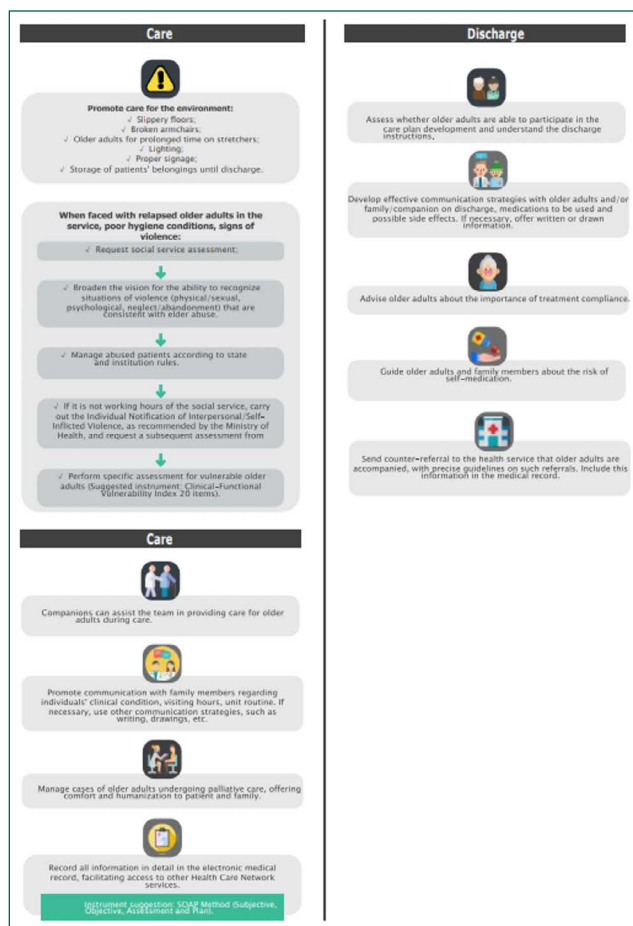 Care
Promote care for the environment:
√ Slippery floors;
√ Broken armchairs;
√ Older adults for prolonged time on stretchers;
√ Lighting;
√ Proper signage;
√ Storage of patients' belongings until discharge.
When faced with relapsed older adults in the
service, poor hygiene conditions, signs of
violence:
√ Request social service assessment;
√ Broaden the vision for the ability to recognize
situations of violence (physical/sexual,
psychological, neglect/abandonment) that are
consistent with elder abuse.
√ Manage abused patients according to state
and institution rules.
√ If it is not working hours of the social service, carry
out the Individual Notification of Interpersonal/Self-
Inflicted Violence, as recommended by the Ministry of
Health, and request a subsequent assessment from
√ Perform specific assessment for vulnerable older
adults (Suggested instrument: Clinical-Functional
Vulnerability Index 20 items).
Care
Companions can assist the team in providing care for older
adults during care.
Promote communication with family members regarding
individuals' clinical condition, visiting hours, unit routine. If
necessary, use other communication strategies, such as
writing, drawings, etc.
Manage cases of older adults undergoing palliative care, offering
comfort and humanization to patient and family.
Record all information in detail in the electronic medical
record, facilitating access to other Health Care Network
services.
Instrument suggestion: SOAP Method (Subjective,
Objective, Assessment and Plan).
Discharge
Assess whether older adults are able to participate in the
care plan development and understand the discharge
instructions.
Develop effective communication strategies with older adults and/or
family/companion on discharge, medications to be used and
possible side effects. If necessary, offer written or drawn
information.
Advise older adults about the importance of treatment compliance.
Guide older adults and family members about the risk of
self-medication.
Send counter-referral to the health service that older adults are
accompanied, with precise guidelines on such referrals. Include this
information in the medical record.